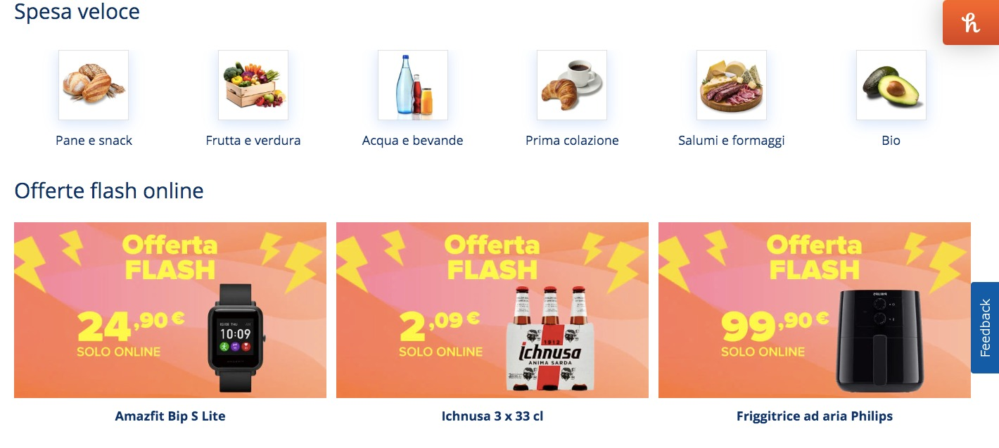 Spesa veloce
Pane e snack
Frutta e verdura
Acqua e bevande
Prima colazione
Salumi e formaggi
Bio
Offerte flash online
Offerta
FLASH
24,90 €
SOLO ONLINE
10:09
Amazfit Bip S Lite
Offerta
FLASH
2,09 €
SOLO ONLINE
1912
ichnusa
ANIMA SARDA
Ichnusa 3 x 33 cl
Offerta
FLASH
99,90 €
SOLO ONLINE
PHILIPS
Friggitrice ad aria Philips
Feedback